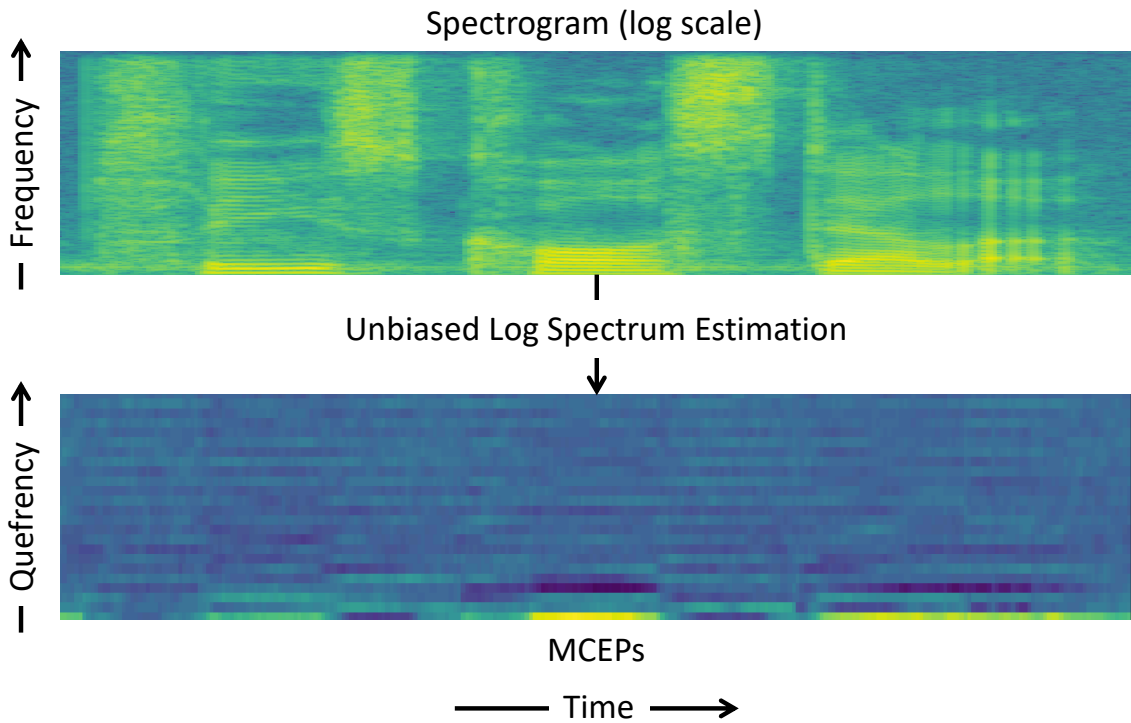 Spectrogram (log scale)
Frequency
Unbiased Log Spectrum Estimation
Quefrency
MCEPs
Time